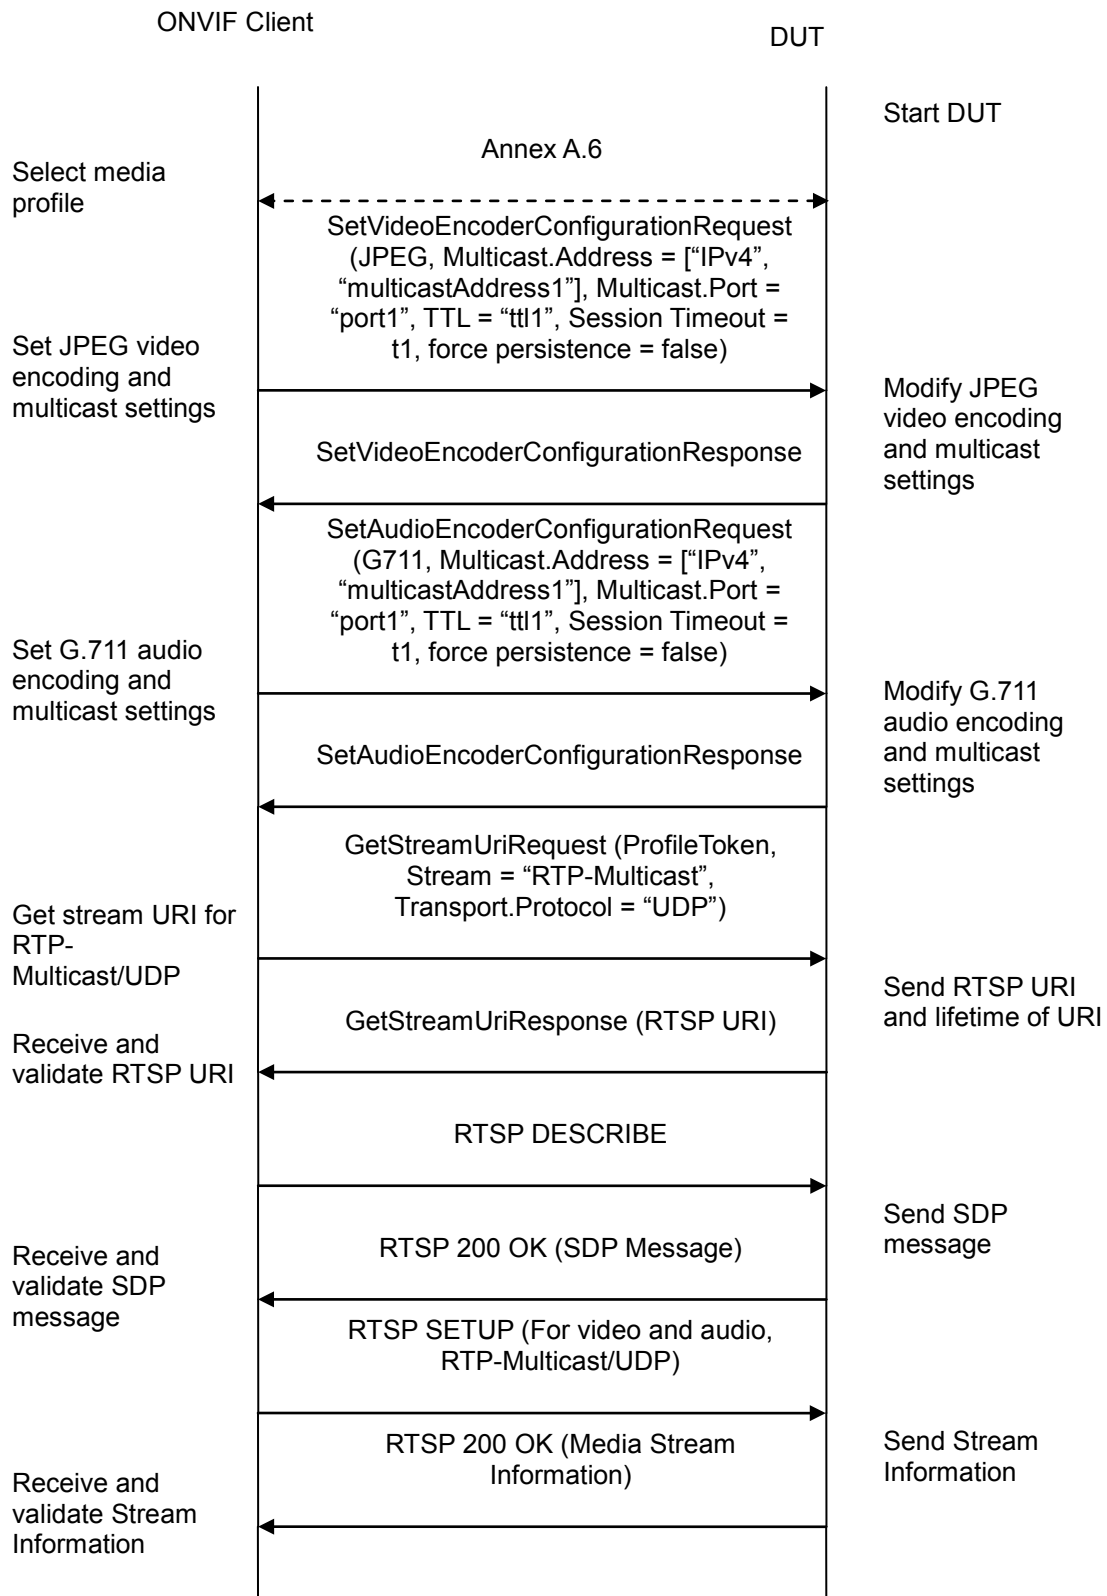 ONVIF Client
DUT
Start DUT
Annex A.6
Select media
profile
SetVideoEncoderConfigurationRequest
(JPEG, Multicast.Address = [“IPv4”,
“multicastAddress1”], Multicast.Port =
“port1”, TTL = “ttl1”, Session Timeout =
t1, force persistence = false)
Set JPEG video
encoding and
multicast settings
Modify JPEG
video encoding
and multicast
settings
SetVideoEncoderConfigurationResponse
SetAudioEncoderConfigurationRequest
(G711, Multicast.Address = [“IPv4”,
“multicastAddress1”], Multicast.Port =
“port1”, TTL = “ttl1”, Session Timeout =
t1, force persistence = false)
Set G.711 audio
encoding and
multicast settings
Modify G.711
audio encoding
and multicast
settings
SetAudioEncoderConfigurationResponse
GetStreamUriRequest (ProfileToken,
Stream = “RTP-Multicast”,
Transport.Protocol = “UDP”)
Get stream URI for
RTP-
Multicast/UDP
Send RTSP URI
and lifetime of URI
GetStreamUriResponse (RTSP URI)
Receive and
validate RTSP URI
RTSP DESCRIBE
Send SDP
message
RTSP 200 OK (SDP Message)
Receive and
validate SDP
message
RTSP SETUP (For video and audio,
RTP-Multicast/UDP)
RTSP 200 OK (Media Stream
Information)
Send Stream
Information
Receive and
validate Stream
Information